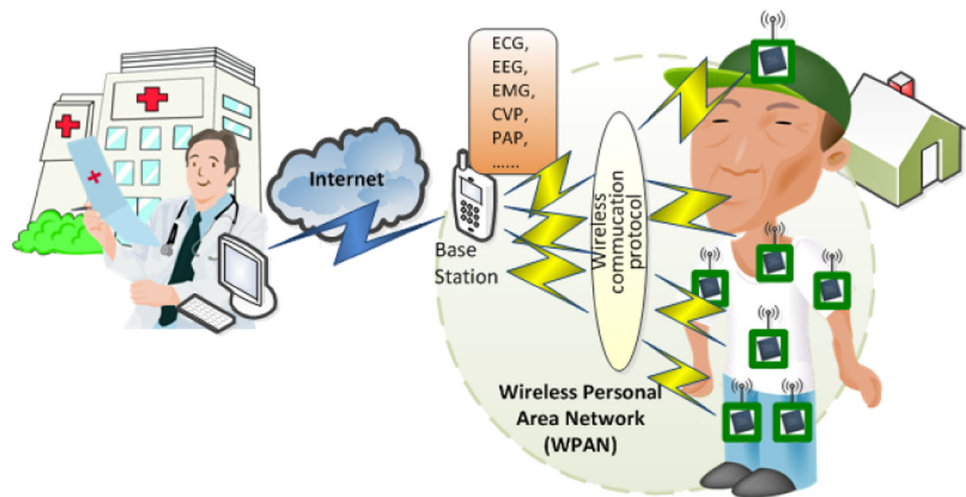 ECG,
EEG,
EMG,
CVP,
PAP,
......
Internet
Base
Station
Wireless
commucation
protocol
Wireless Personal
Area Network
(WPAN)